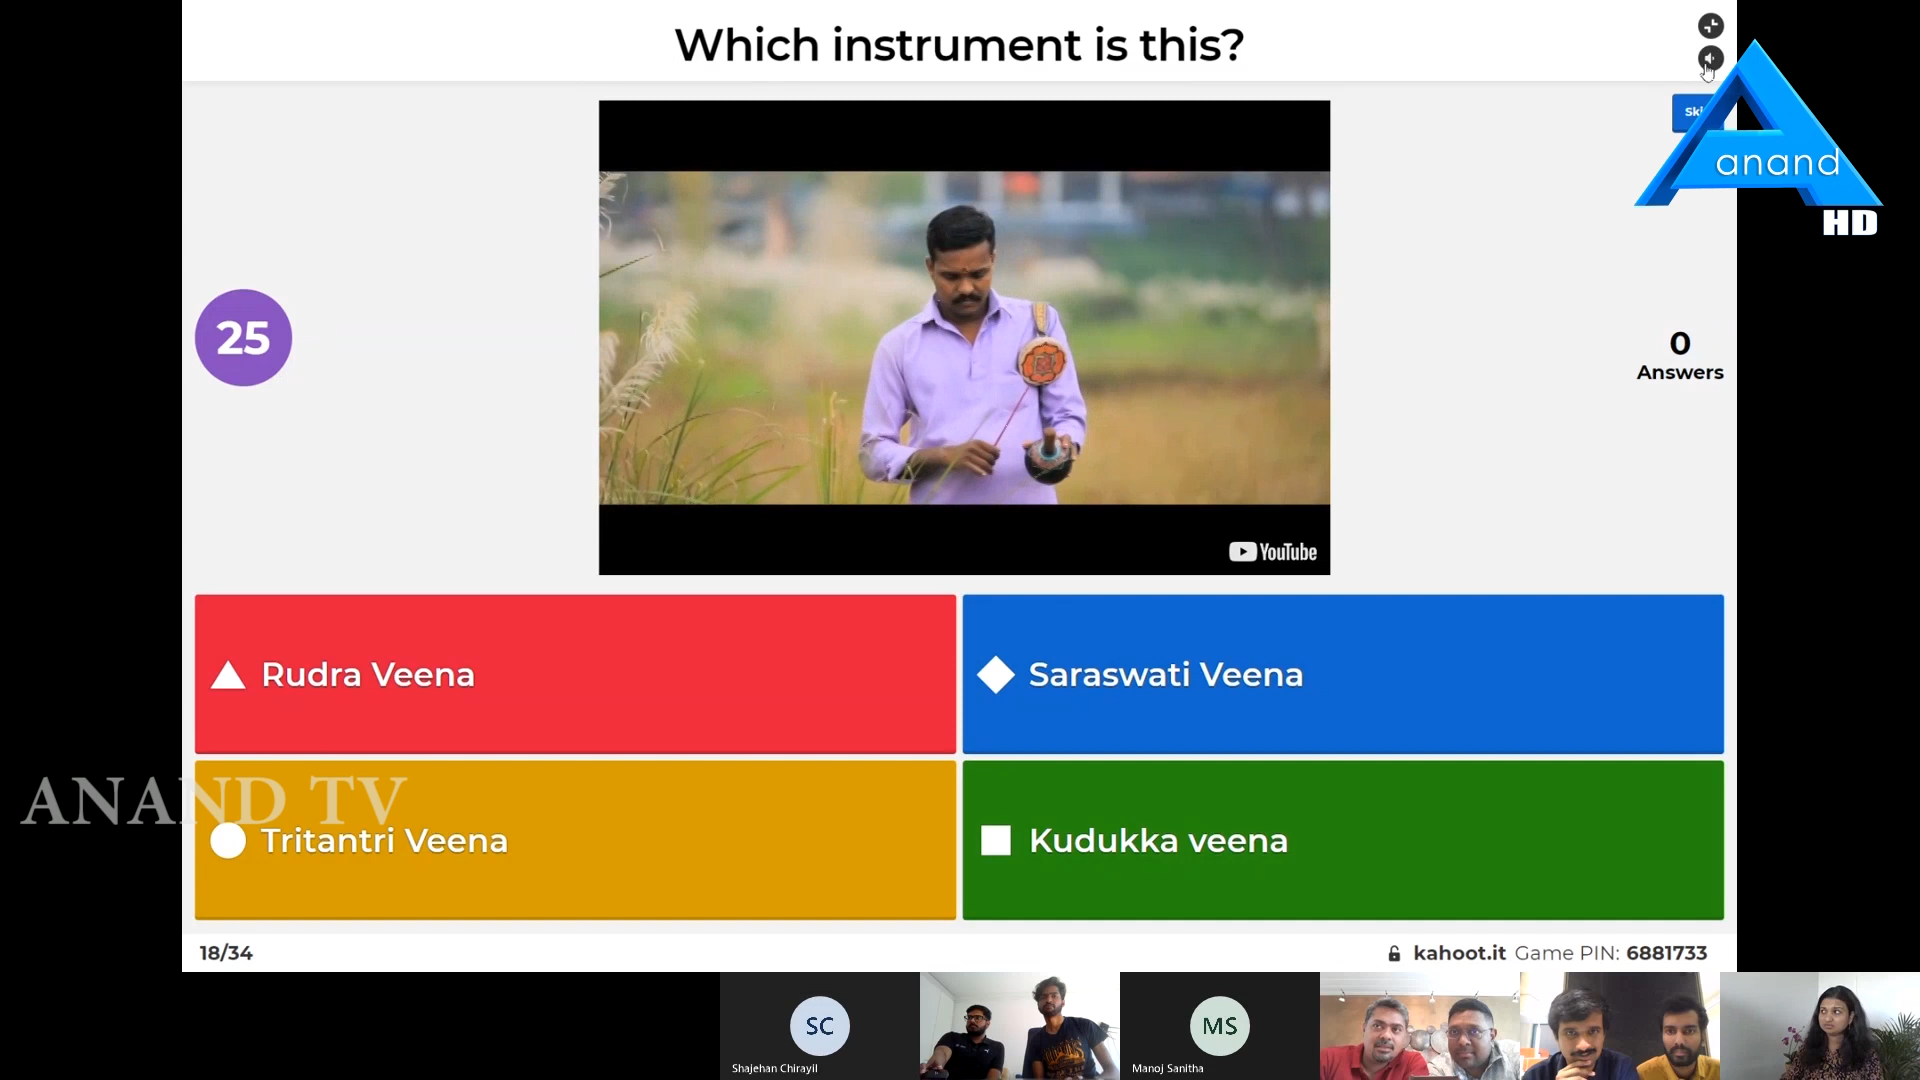 Which instrument is this?
anand
HD
25
0
Answers
YouTube
Rudra Veena
Saraswati Veena
ANAND TV
Tritantri Veena
Kudukka veena
18/34
kahoot.it Game PIN: 6881733
SC
Shajehan Chirayil
MS
Manoj Sanitha